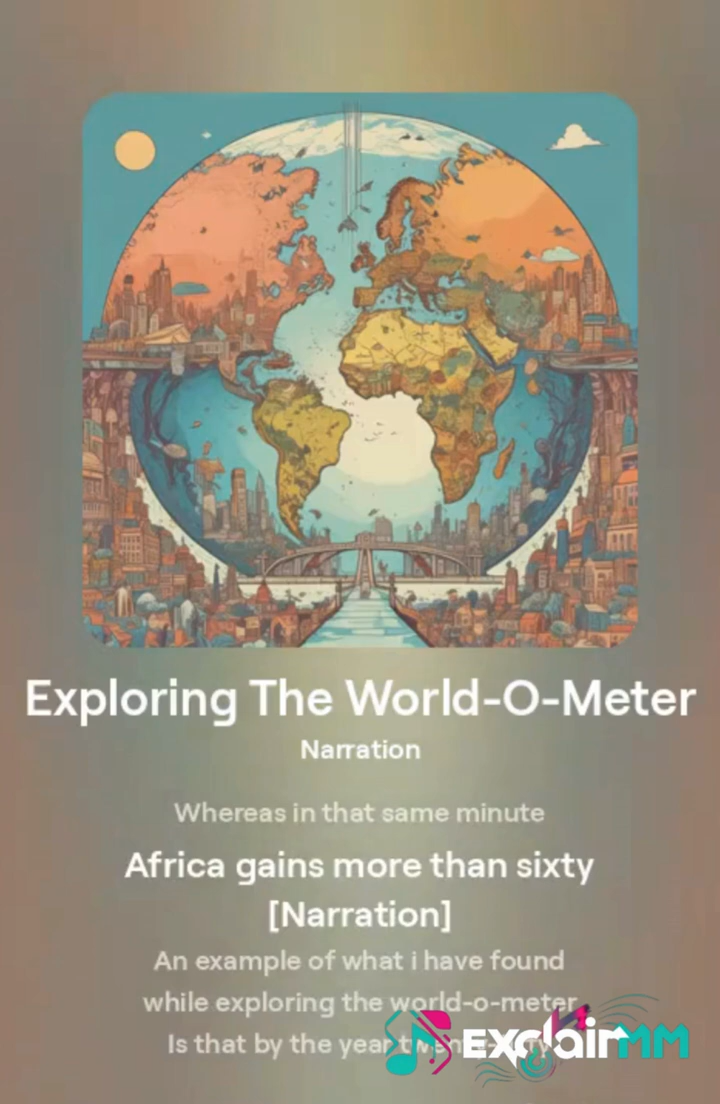 Exploring The World-O-Meter
Narration
Whereas in that same minute
Africa gains more than sixty
[Narration]
An example of what i have found
while exploring the world-o-meter
Is that by the year
exclairMM